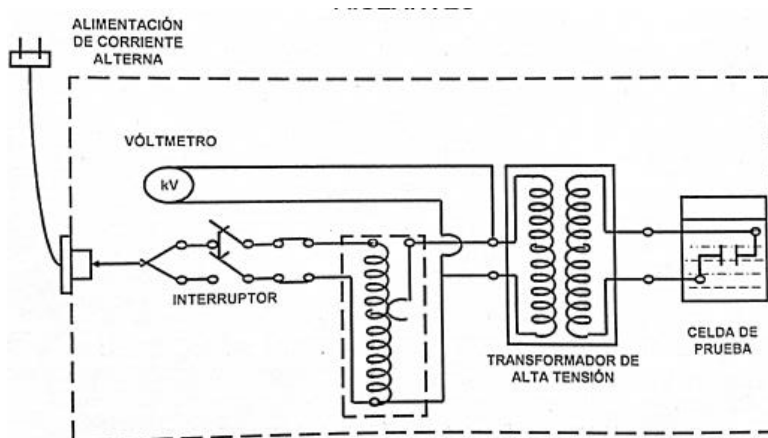 ALIMENTACIÓN
DE CORRIENTE
ALTERNA
VÓLTMETRO
kV
INTERRUPTOR
TRANSFORMADOR DE
ALTA TENSIÓN
CELDA DE
PRUEBA